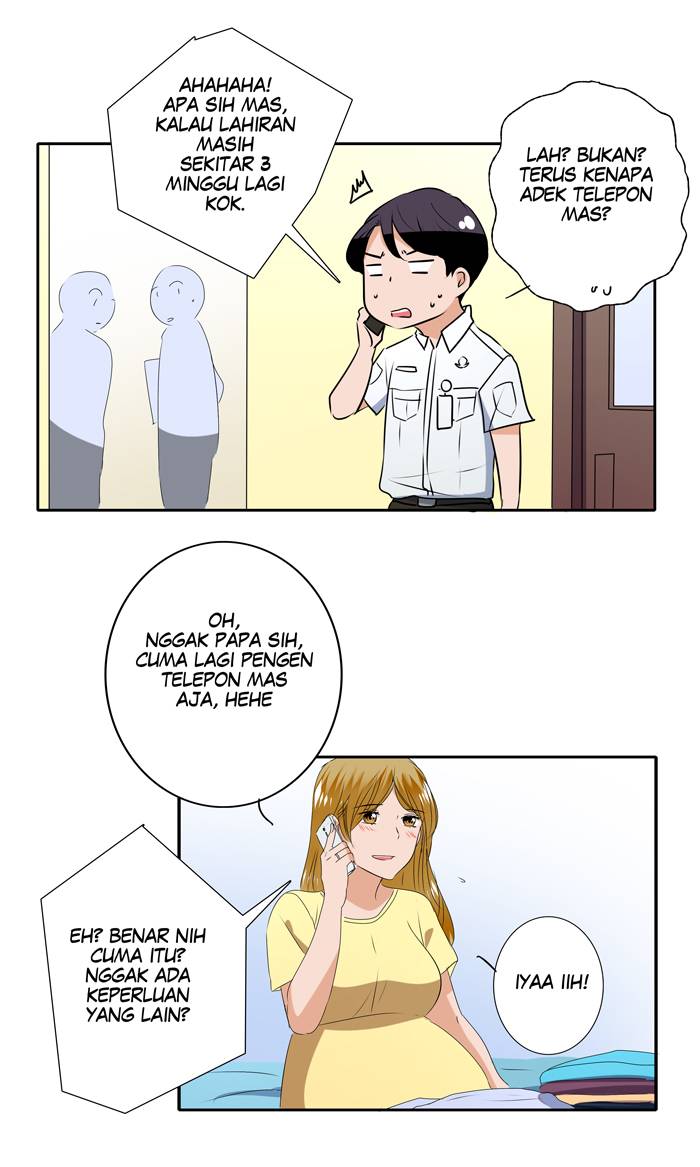 AHAHAHA!
APA SIH MAS,
KALAU LAHIRAN
MASIH
SEKITAR 3
MINGGU LAGI
KOK.
LAH? BUKAN?
TERUS KENAPA
ADEK TELEPON
MAS?
OH,
NGGAK PAPA SIH,
CUMA LAGI PENGEN
TELEPON MAS
AJA, HEHE
EH? BENAR NIH
CUMA ITU?
NGGAK ADA
KEPERLUAN
YANG LAIN?
IYAA IIH!